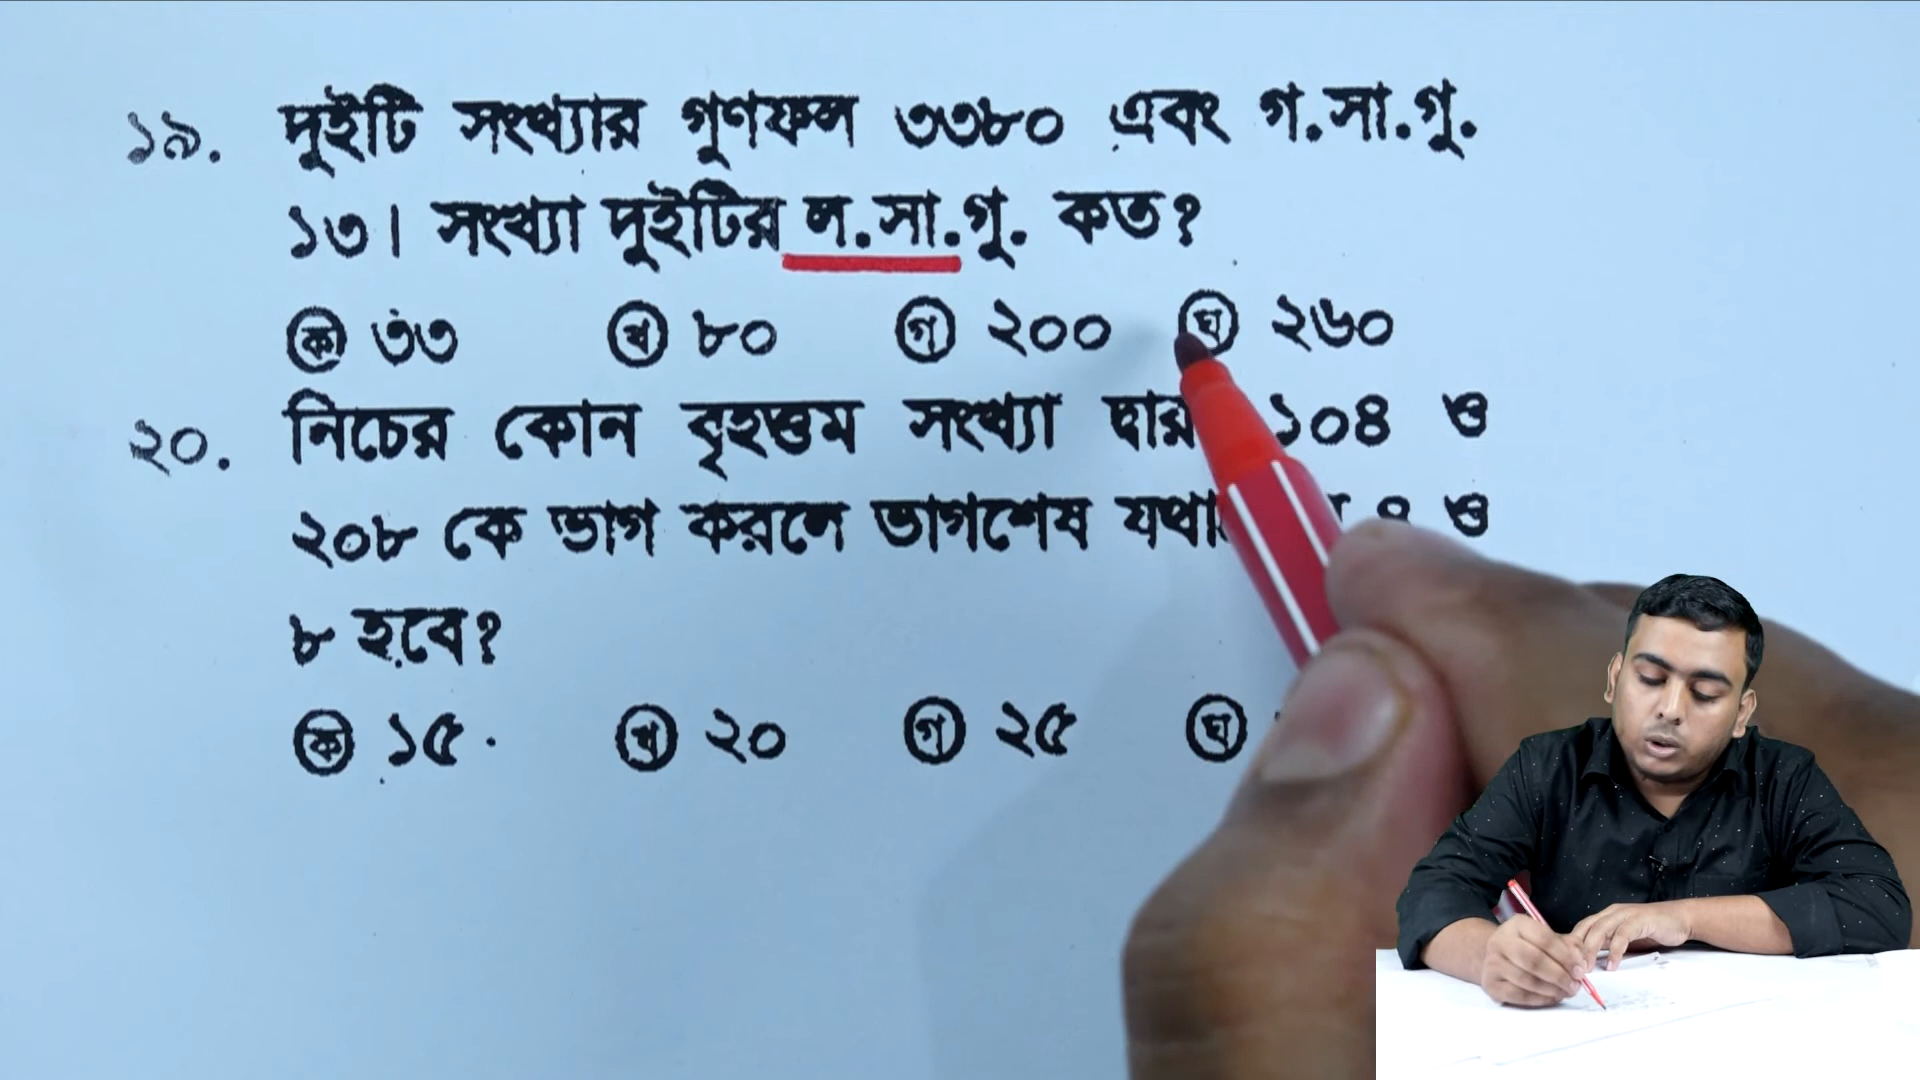 ১৯. দুইটি সংখ্যার গুণফল ৩৩৮০ এবং গ.সা.গু.
১৩। সংখ্যা দুইটির ল.সা.গু. কত?
ক ৩৩ খ ৮০ গ ২০০ ঘ ২৬০
২০. নিচের কোন বৃহত্তম সংখ্যা ১০৪ ও
২০৮ কে ভাগ করলে ভাগশেষ ও
৮ হবে?
ক ১৫ খ ২০ গ ২৫ ঘ